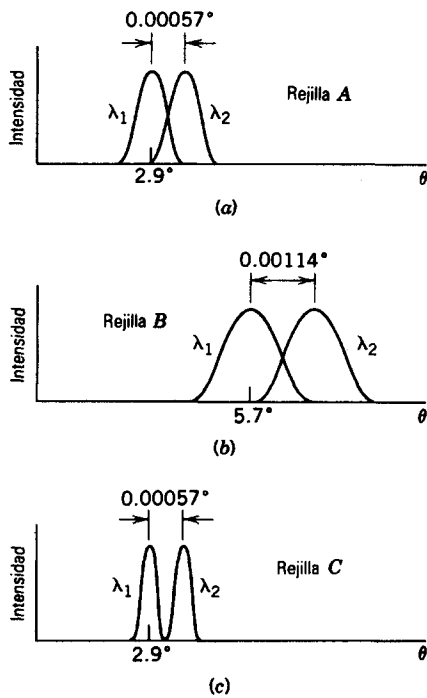 0.00057°
Intensidad
Rejilla A
λ₁
λ₂
2.9°
θ
(a)
0.00114°
Intensidad
Rejilla B
λ₁
λ₂
5.7°
θ
(b)
0.00057°
Intensidad
Rejilla C
λ₁
λ₂
2.9°
θ
(c)